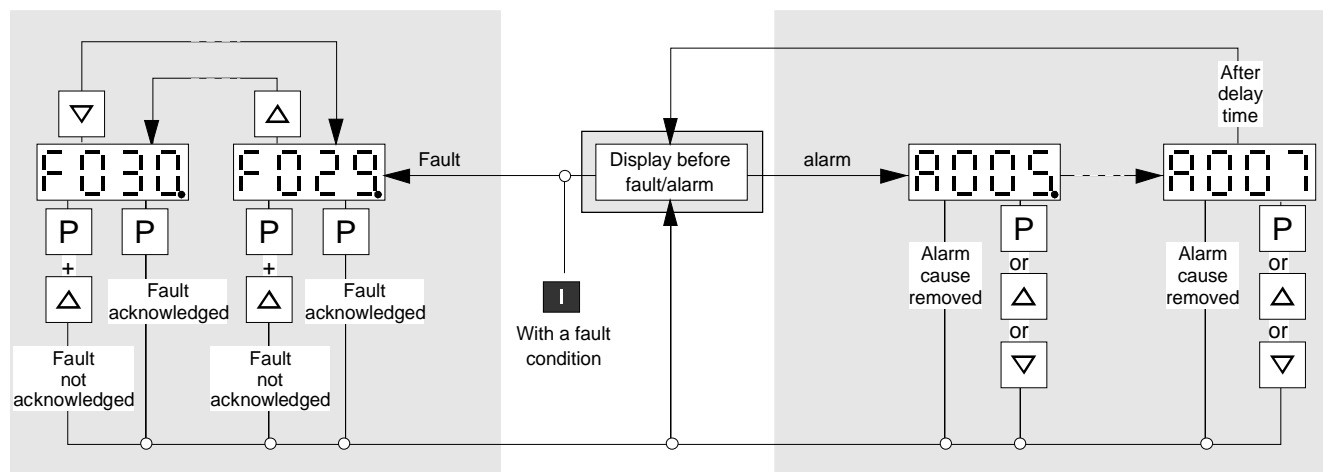 After
delay
time
F030.
F029.
Fault
Display before
fault/alarm
alarm
A005.
A007
P
P
P
P
P
P
+
+
or
or
Fault
acknowledged
Fault
acknowledged
Alarm
cause
removed
Alarm
cause
removed
I
With a fault
condition
or
or
Fault
not
acknowledged
Fault
not
acknowledged